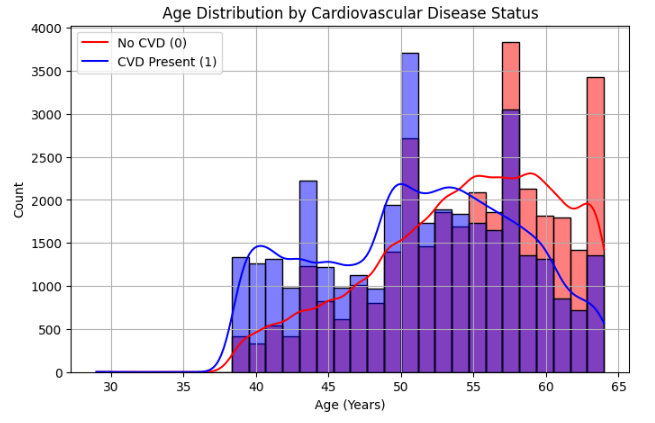 Age Distribution by Cardiovascular Disease Status
No CVD (0)
CVD Present (1)
Count
4000
3500
3000
2500
2000
1500
1000
500
0
30 35 40 45 50 55 60 65
Age (Years)